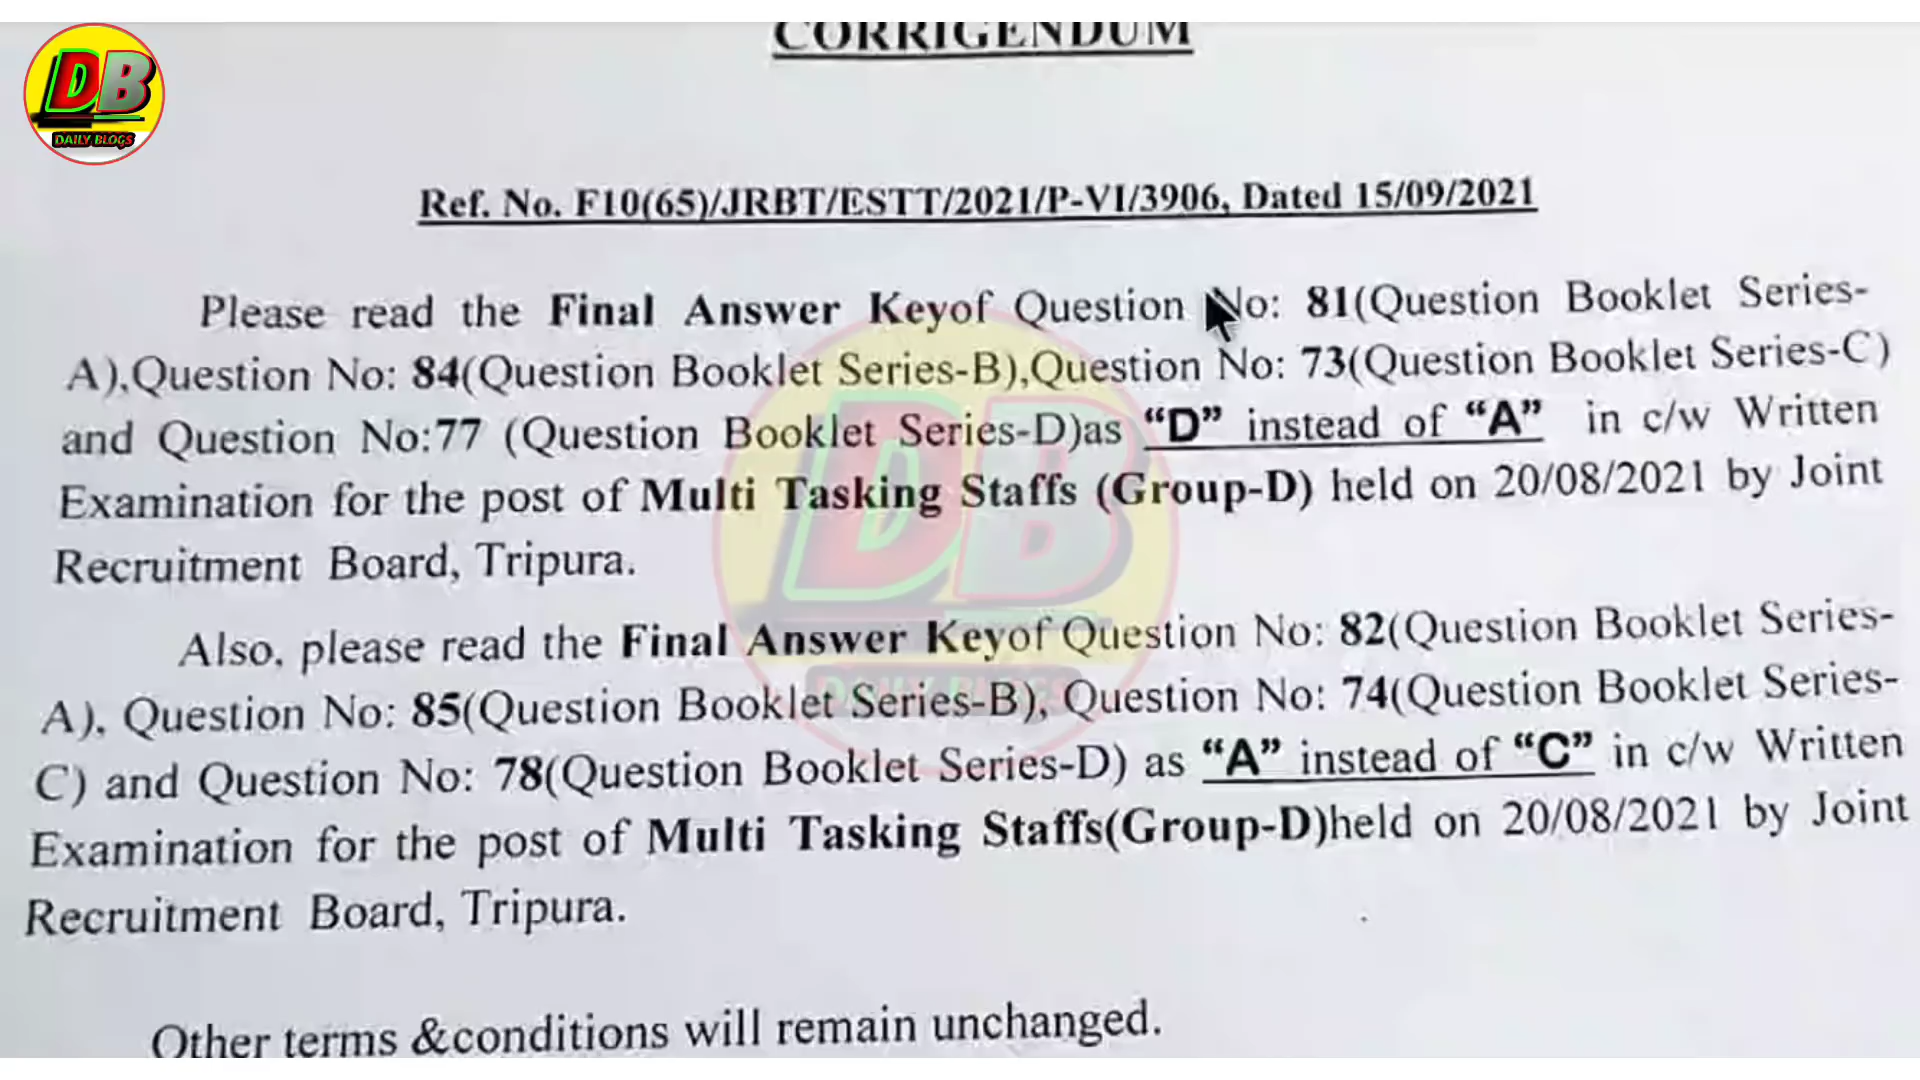 CORRIGENDUM
DB
DAILY BLOGS
Ref. No. F10(65)/JRBT/ESTT/2021/P-VI/3906, Dated 15/09/2021
Please read the Final Answer Keyof Question No: 81(Question Booklet Series-
A),Question No: 84(Question Booklet Series-B),Question No: 73(Question Booklet Series-C)
and Question No:77 (Question Booklet Series-D)as “D” instead of “A” in c/w Written
Examination for the post of Multi Tasking Staffs (Group-D) held on 20/08/2021 by Joint
Recruitment Board, Tripura.
Also, please read the Final Answer Keyof Question No: 82(Question Booklet Series-
A), Question No: 85(Question Booklet Series-B), Question No: 74(Question Booklet Series-
C) and Question No: 78(Question Booklet Series-D) as “A” instead of “C” in c/w Written
Examination for the post of Multi Tasking Staffs(Group-D)held on 20/08/2021 by Joint
Recruitment Board, Tripura.
Other terms &conditions will remain unchanged.
DB
DAILY BLOGS